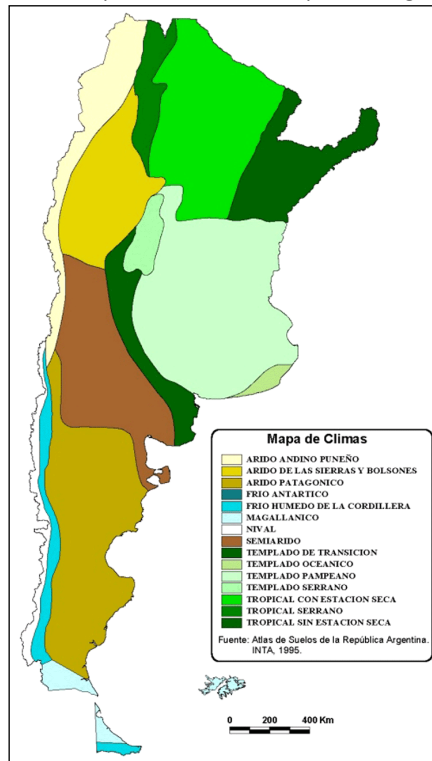 Mapa de Climas
ARIDO ANDINO PUNEÑO
ARIDO DE LAS SIERRAS Y BOLSONES
ARIDO PATAGONICO
FRIO ANTARTICO
FRIO HUMEDO DE LA CORDILLERA
MAGALLANICO
NIVAL
SEMIARIDO
TEMPLADO DE TRANSICION
TEMPLADO OCEANICO
TEMPLADO PAMPEANO
TEMPLADO SERRANO
TROPICAL CON ESTACION SECA
TROPICAL SERRANO
TROPICAL SIN ESTACION SECA
Fuente: Atlas de Suelos de la República Argentina.
INTA, 1995.
0 200 400 Km